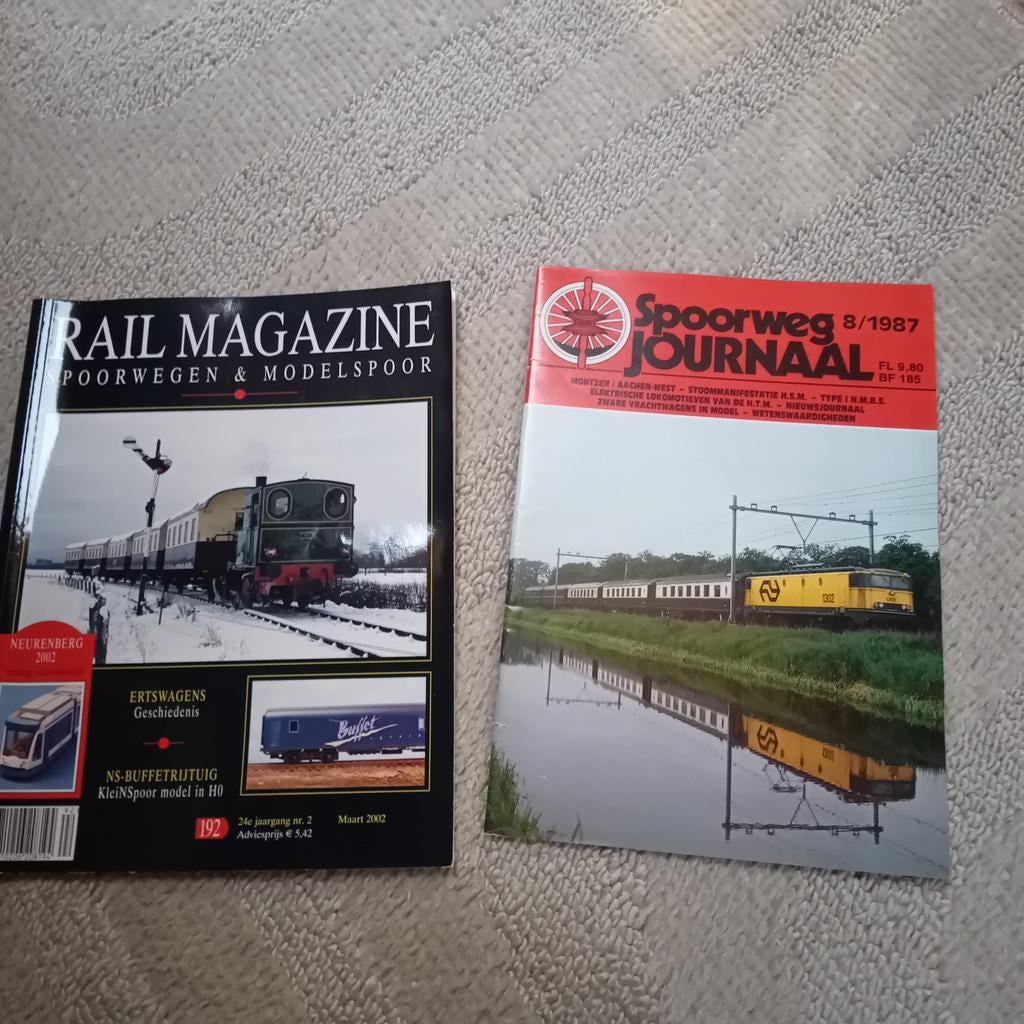 RAIL MAGAZINE
SPOORWEGEN & MODELSPOOR
NEURENBERG
2002
ERTSWAGENS
Geschiedenis
Buffet
NS-BUFFETRIJTUIG
KleiNSpoor model in H0
192
24e jaargang nr. 2
Adviesprijs € 5,42
Maart 2002
Spoorweg
JOURNAAL
8/1987
FL 9,80
BF 185
MONTZEN / AACHEN-WEST - STOOMMANIFESTATIE H.S.M. - TYPE I N.M.B.S.
ELEKTRISCHE LOKOMOTIEVEN VAN DE H.T.M. - NIEUWSJOURNAAL
ZWARE VRACHTWAGENS IN MODEL - WETENSWAARDIGHEDEN
1302